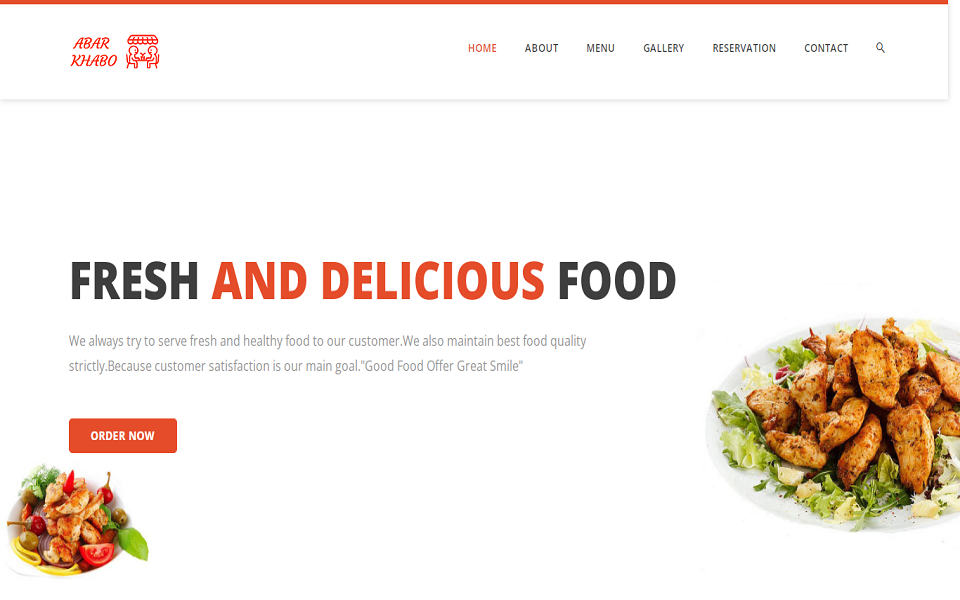 ABAR
KHABO
HOME ABOUT MENU GALLERY RESERVATION CONTACT
FRESH AND DELICIOUS FOOD
We always try to serve fresh and healthy food to our customer.We also maintain best food quality
strictly.Because customer satisfaction is our main goal."Good Food Offer Great Smile"
ORDER NOW